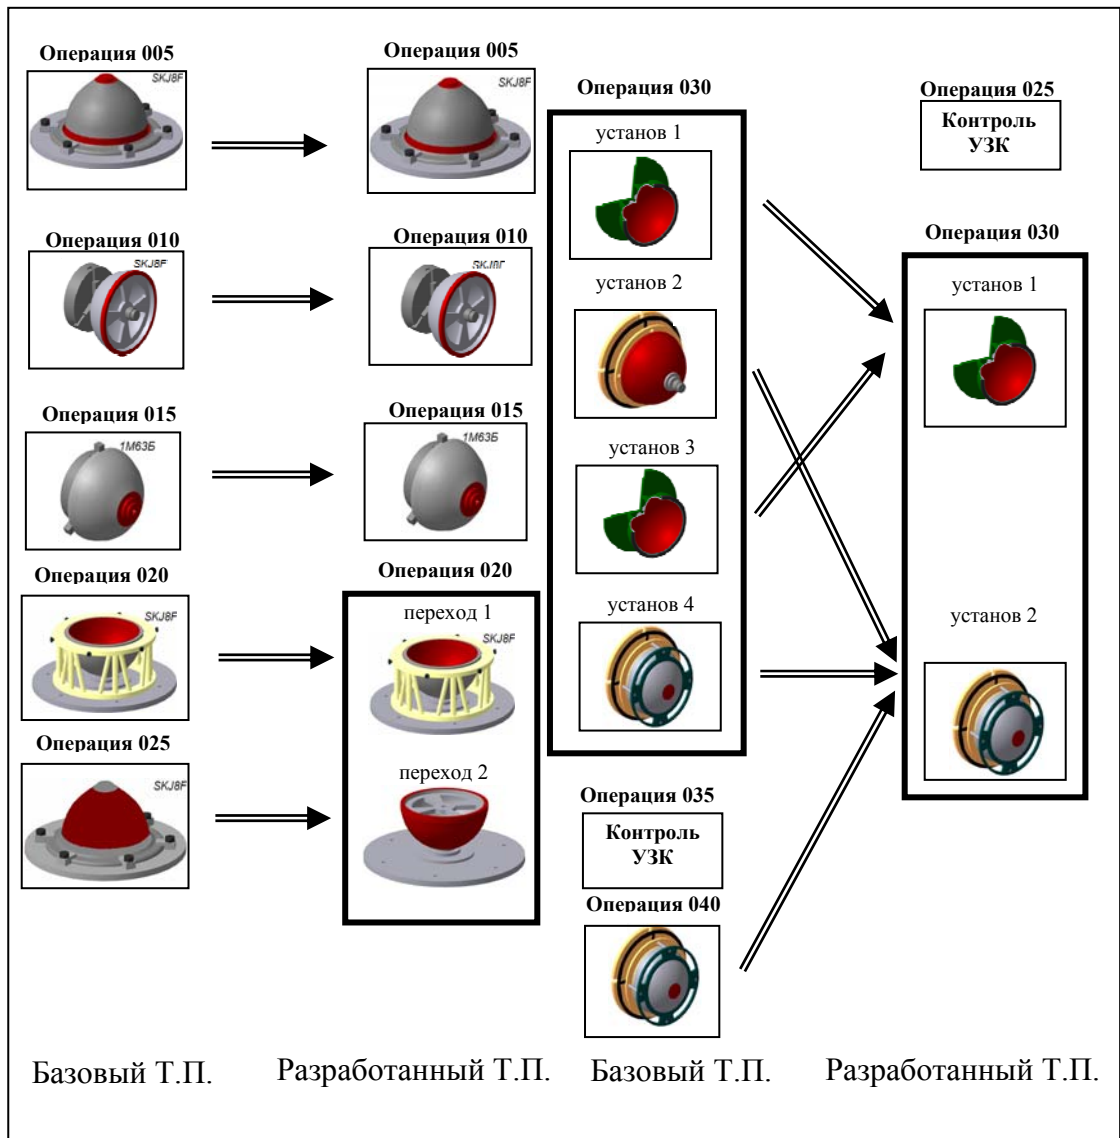 Операция 005
SKJ8F
Операция 010
SKJ8F
Операция 015
1М63Б
Операция 020
SKJ8F
Операция 025
SKJ8F
Базовый Т.П.
Операция 005
SKJ8F
Операция 010
SKJ8F
Операция 015
1М63Б
Операция 020
переход 1
SKJ8F
переход 2
Разработанный Т.П.
Операция 030
установ 1
установ 2
установ 3
установ 4
Операция 035
Контроль
УЗК
Операция 040
Базовый Т.П.
Операция 025
Контроль
УЗК
Операция 030
установ 1
установ 2
Разработанный Т.П.